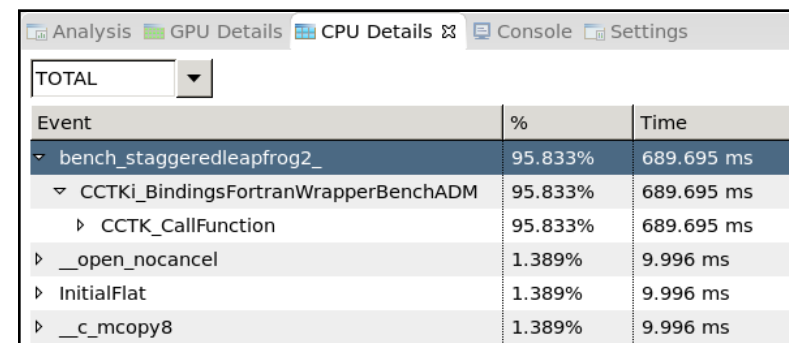 Analysis GPU Details CPU Details Console Settings
TOTAL
Event % Time
bench_staggeredleapfrog2_ 95.833% 689.695 ms
CCTKi_BindingsFortranWrapperBenchADM 95.833% 689.695 ms
CCTK_CallFunction 95.833% 689.695 ms
__open_nocancel 1.389% 9.996 ms
InitialFlat 1.389% 9.996 ms
__c_mcopy8 1.389% 9.996 ms